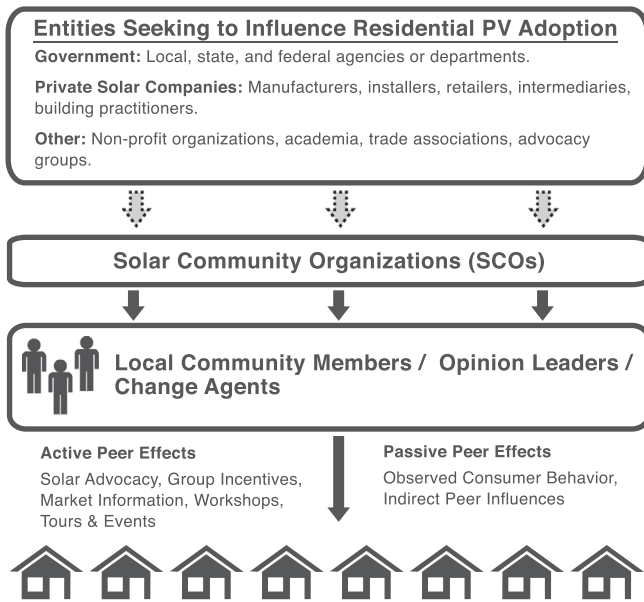 Entities Seeking to Influence Residential PV Adoption
Government: Local, state, and federal agencies or departments.
Private Solar Companies: Manufacturers, installers, retailers, intermediaries,
building practitioners.
Other: Non-profit organizations, academia, trade associations, advocacy
groups.
Solar Community Organizations (SCOs)
Local Community Members / Opinion Leaders /
Change Agents
Active Peer Effects
Solar Advocacy, Group Incentives,
Market Information, Workshops,
Tours & Events
Passive Peer Effects
Observed Consumer Behavior,
Indirect Peer Influences